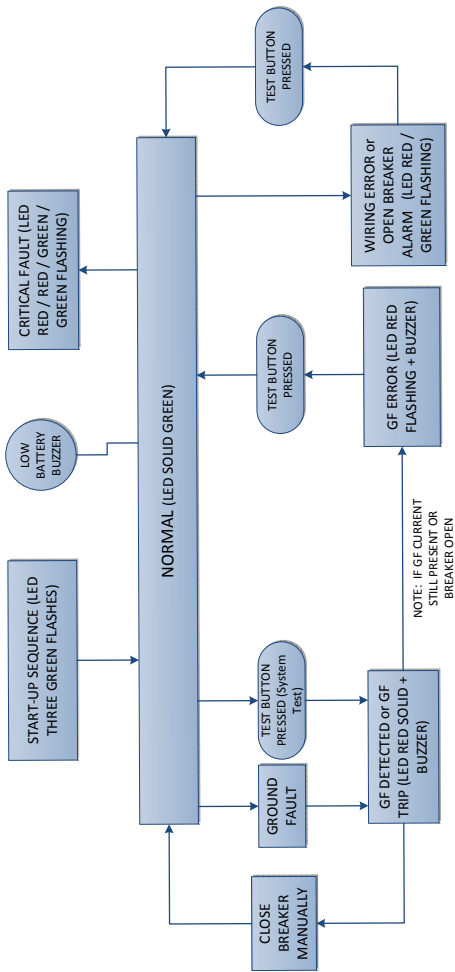 START-UP SEQUENCE (LED
THREE GREEN FLASHES)
LOW
BATTERY
BUZZER
CRITICAL FAULT (LED
RED / RED / GREEN /
GREEN FLASHING)
NORMAL (LED SOLID GREEN)
CLOSE
BREAKER
MANUALLY
GROUND
FAULT
TEST BUTTON
PRESSED (System
Test)
TEST BUTTON
PRESSED
TEST BUTTON
PRESSED
GF DETECTED or GF
TRIP (LED RED SOLID +
BUZZER)
NOTE: IF GF CURRENT
STILL PRESENT OR
BREAKER OPEN
GF ERROR (LED RED
FLASHING + BUZZER)
WIRING ERROR or
OPEN BREAKER
ALARM (LED RED /
GREEN FLASHING)